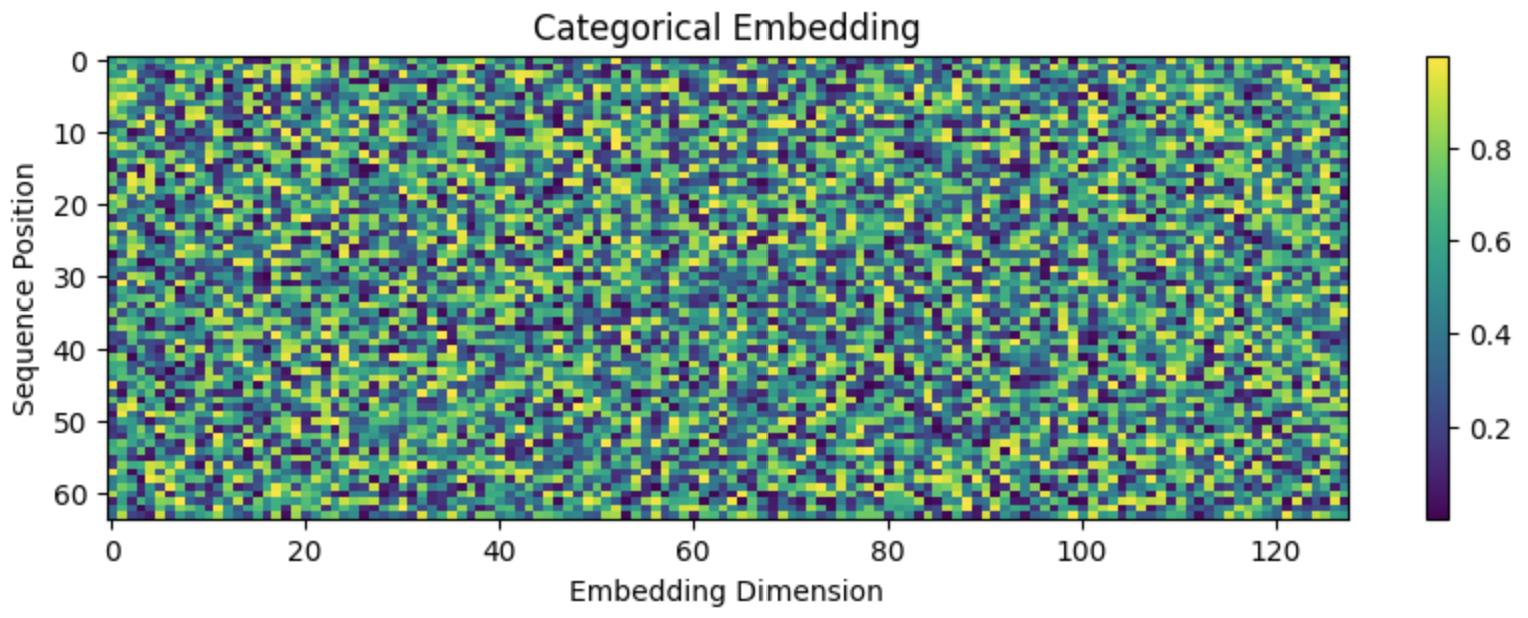 Categorical Embedding
0
10
20
30
40
50
60
Sequence Position
0 20 40 60 80 100 120
Embedding Dimension
0.8
0.6
0.4
0.2